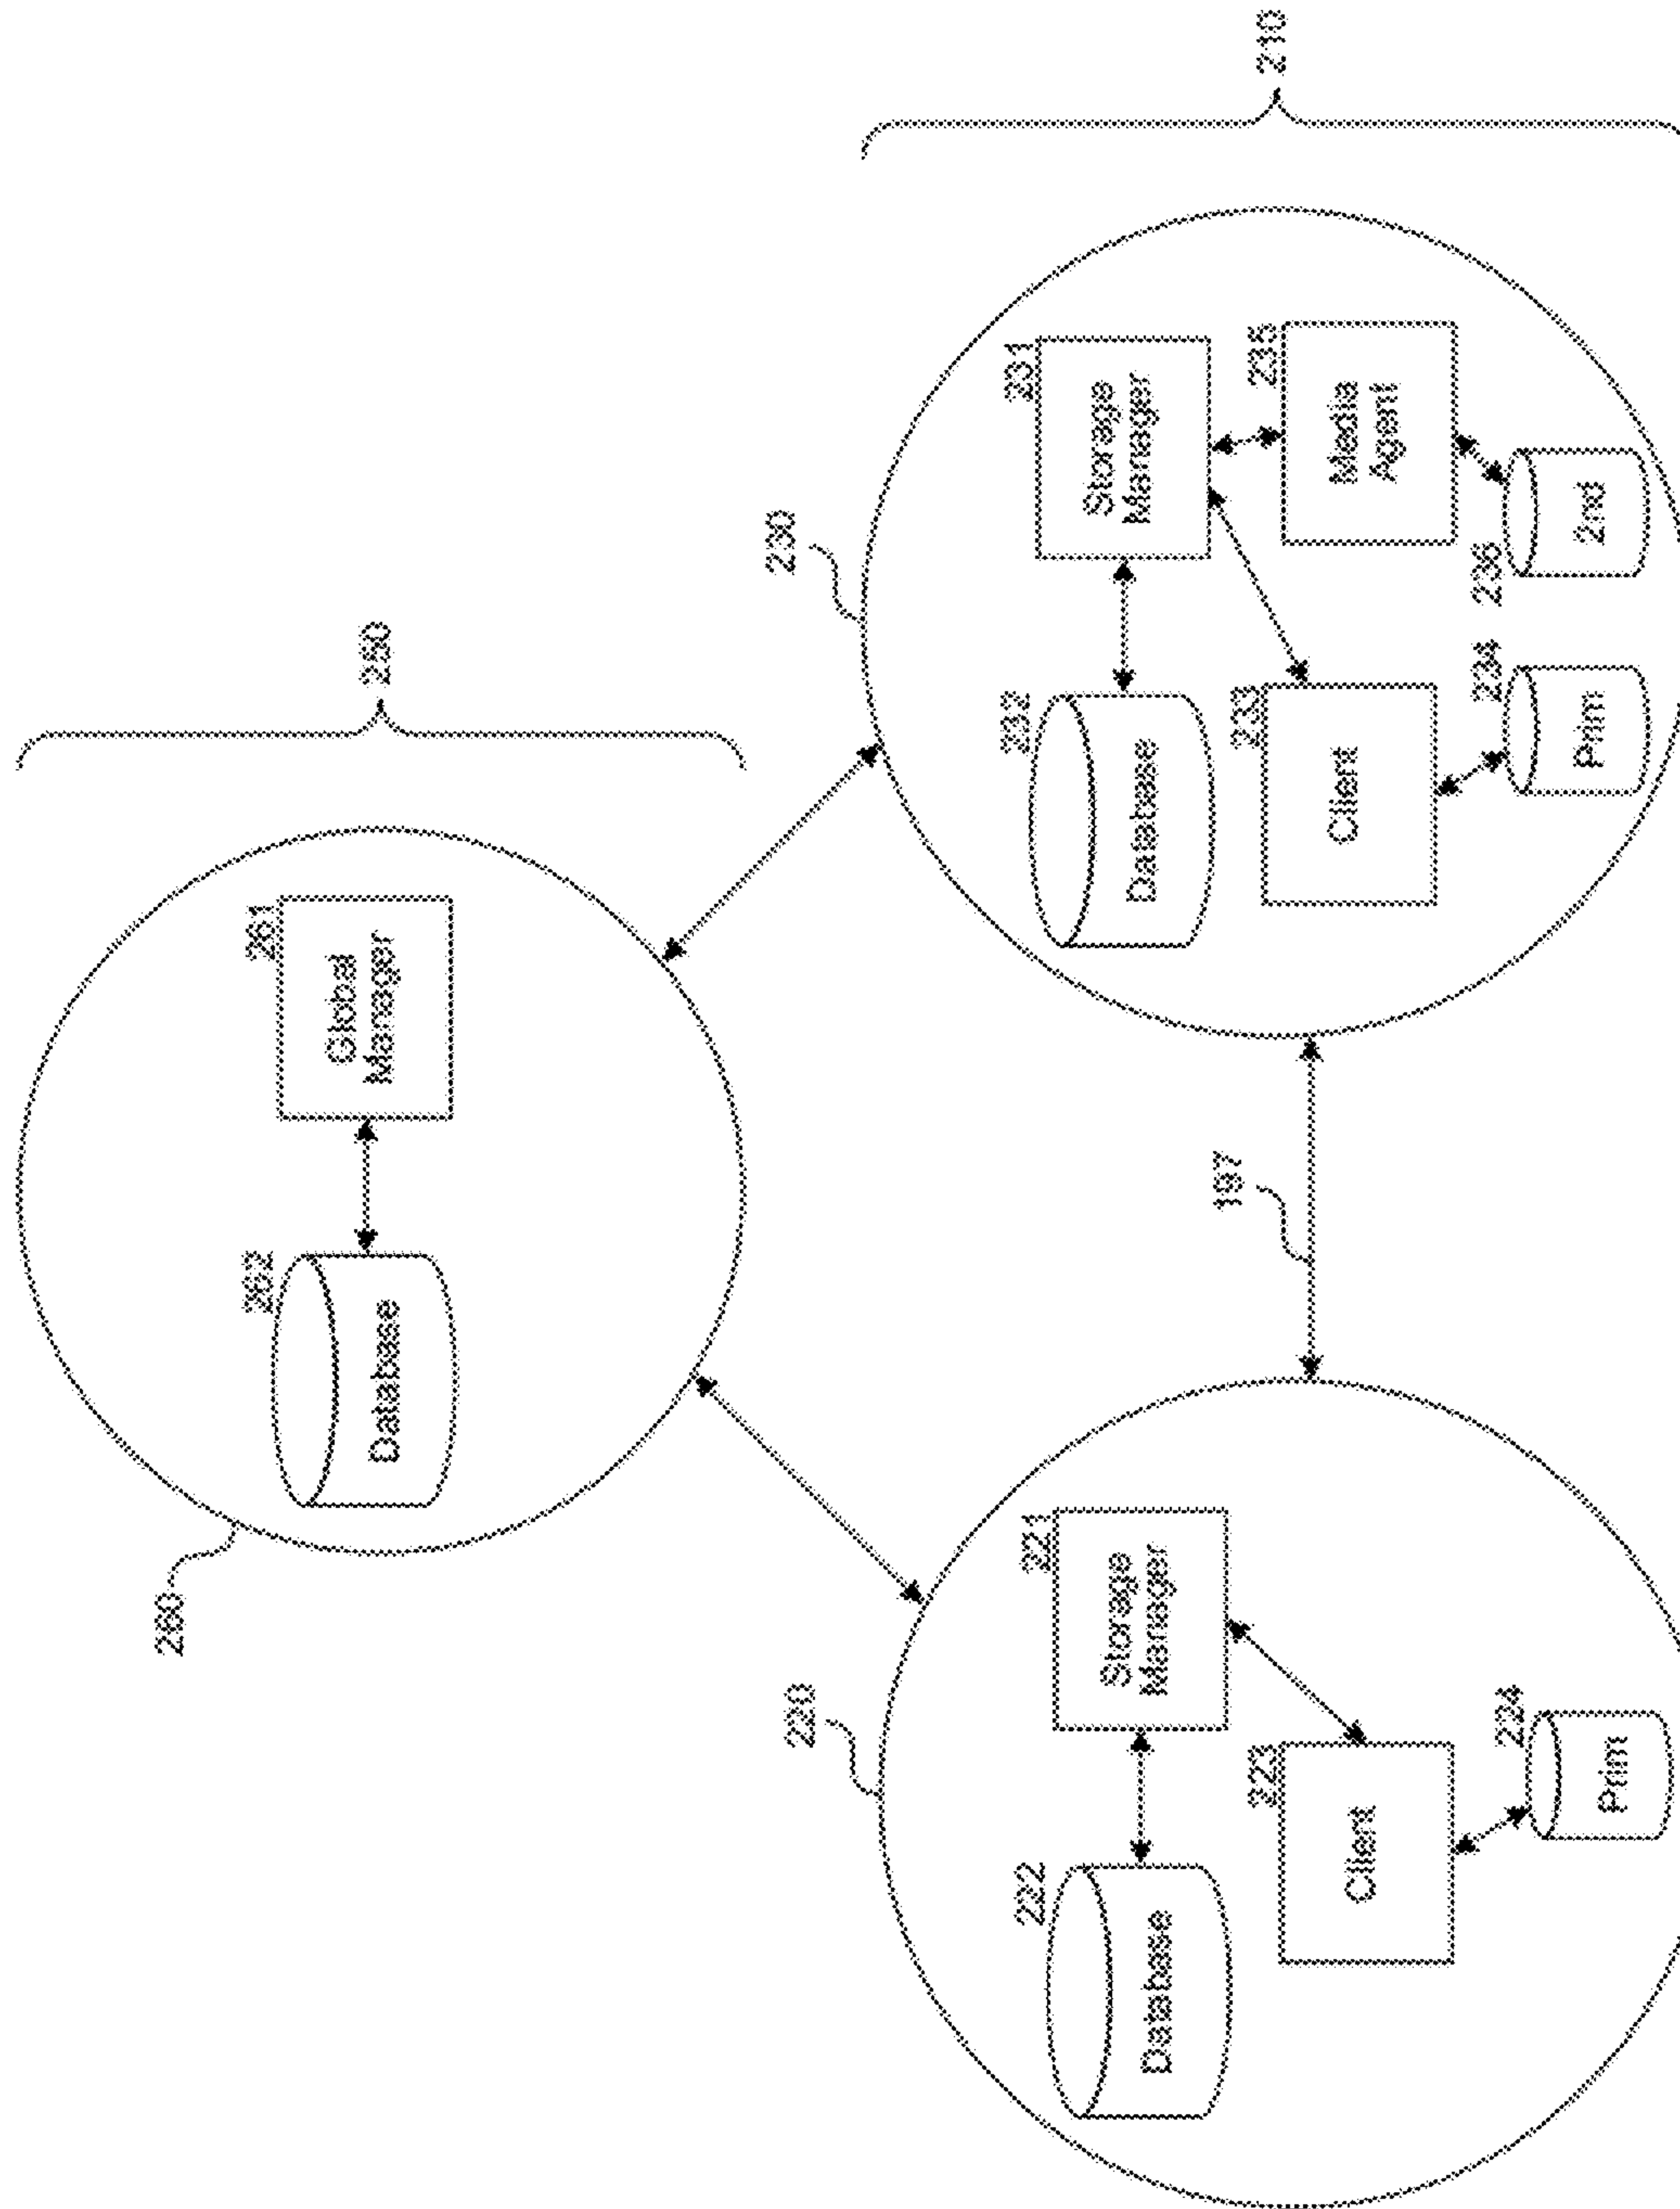 250
260
262
Database
261
Global
Manager
210
220
222
Database
221
Storage
Manager
223
Client
224
Prim
197
230
232
Database
231
Storage
Manager
233
Client
234
Prim
235
Media
Agent
236
2nd